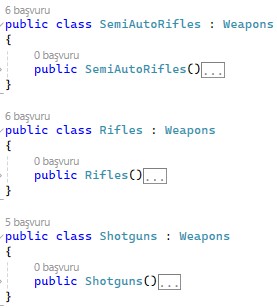 6 başvuru
public class SemiAutoRifles : Weapons
{
0 başvuru
public SemiAutoRifles()...
}
6 başvuru
public class Rifles : Weapons
{
0 başvuru
public Rifles()...
}
5 başvuru
public class Shotguns : Weapons
{
0 başvuru
public Shotguns()...
}